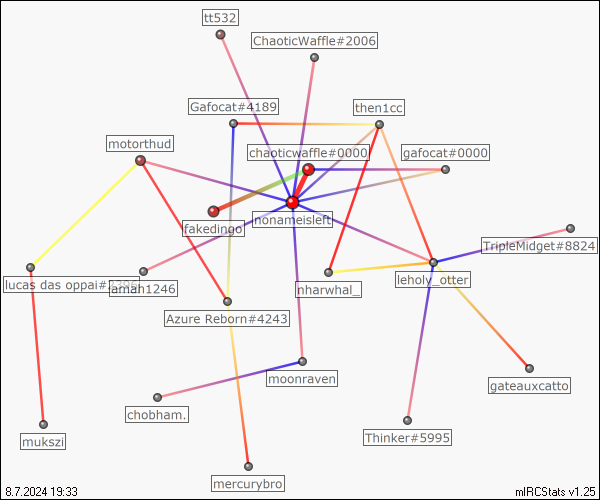 tt532
ChaoticWaffle#2006
Gafocat#4189
then1cc
motorthud
chaoticwaffle#0000
gafocat#0000
nonameisleft
fakedingo
TripleMidget#8824
lucas das oppai#
amah1246
nharwhal_
leholy_otter
Azure Reborn#4243
moonraven
gateauxcatto
chobham.
mukszi
Thinker#5995
mercurybro
8.7.2024 19:33
mIRCStats v1.25